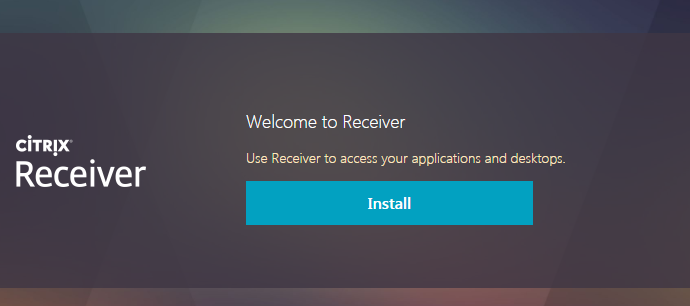 Welcome to Receiver
CITRIX®
Receiver
Use Receiver to access your applications and desktops.
Install